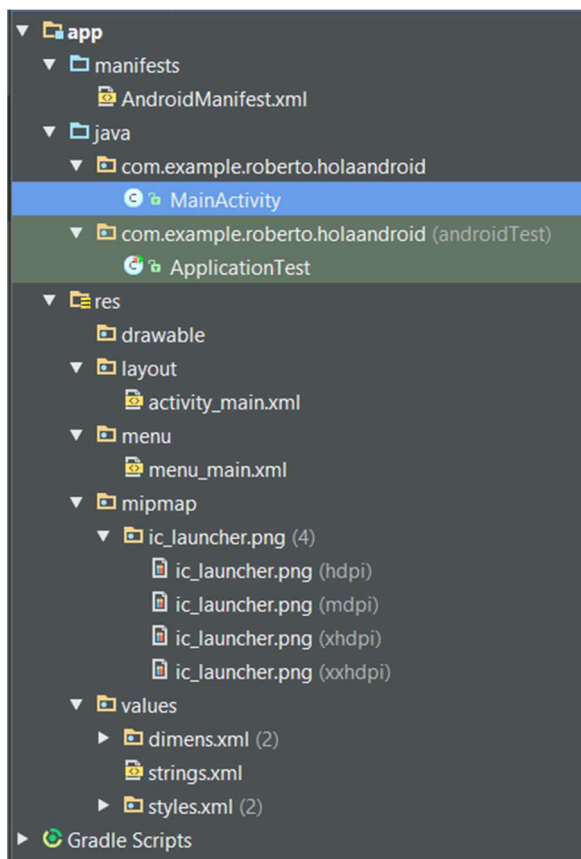 app
manifests
AndroidManifest.xml
java
com.example.roberto.holaandroid
MainActivity
com.example.roberto.holaandroid (androidTest)
ApplicationTest
res
drawable
layout
activity_main.xml
menu
menu_main.xml
mipmap
ic_launcher.png (4)
ic_launcher.png (hdpi)
ic_launcher.png (mdpi)
ic_launcher.png (xhdpi)
ic_launcher.png (xxhdpi)
values
dimens.xml (2)
strings.xml
styles.xml (2)
Gradle Scripts